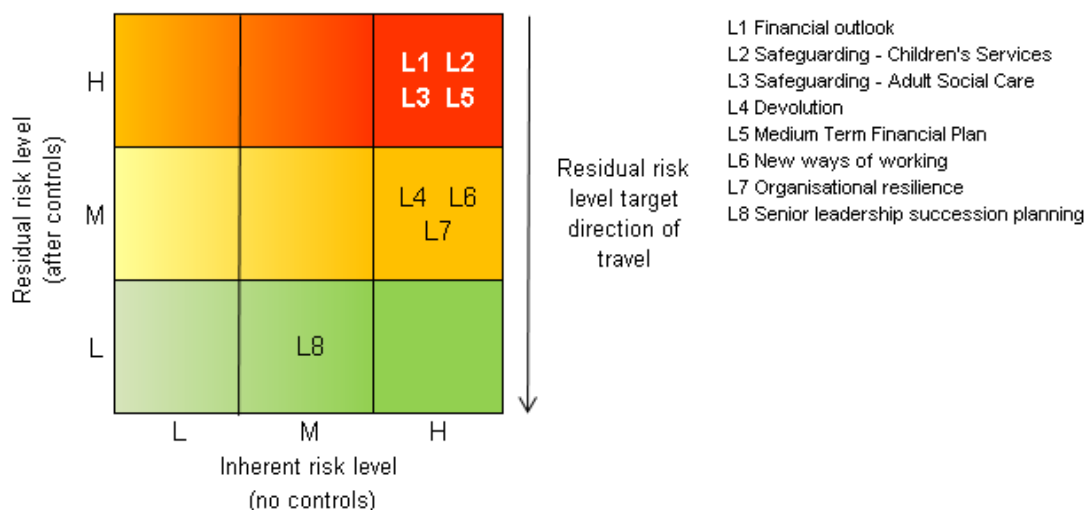 Residual risk level
(after controls)
H
M
L
L1 L2
L3 L5
L4 L6
L7
L8
L
M
H
Inherent risk level
(no controls)
Residual risk
level target
direction of
travel
L1 Financial outlook
L2 Safeguarding - Children's Services
L3 Safeguarding - Adult Social Care
L4 Devolution
L5 Medium Term Financial Plan
L6 New ways of working
L7 Organisational resilience
L8 Senior leadership succession planning